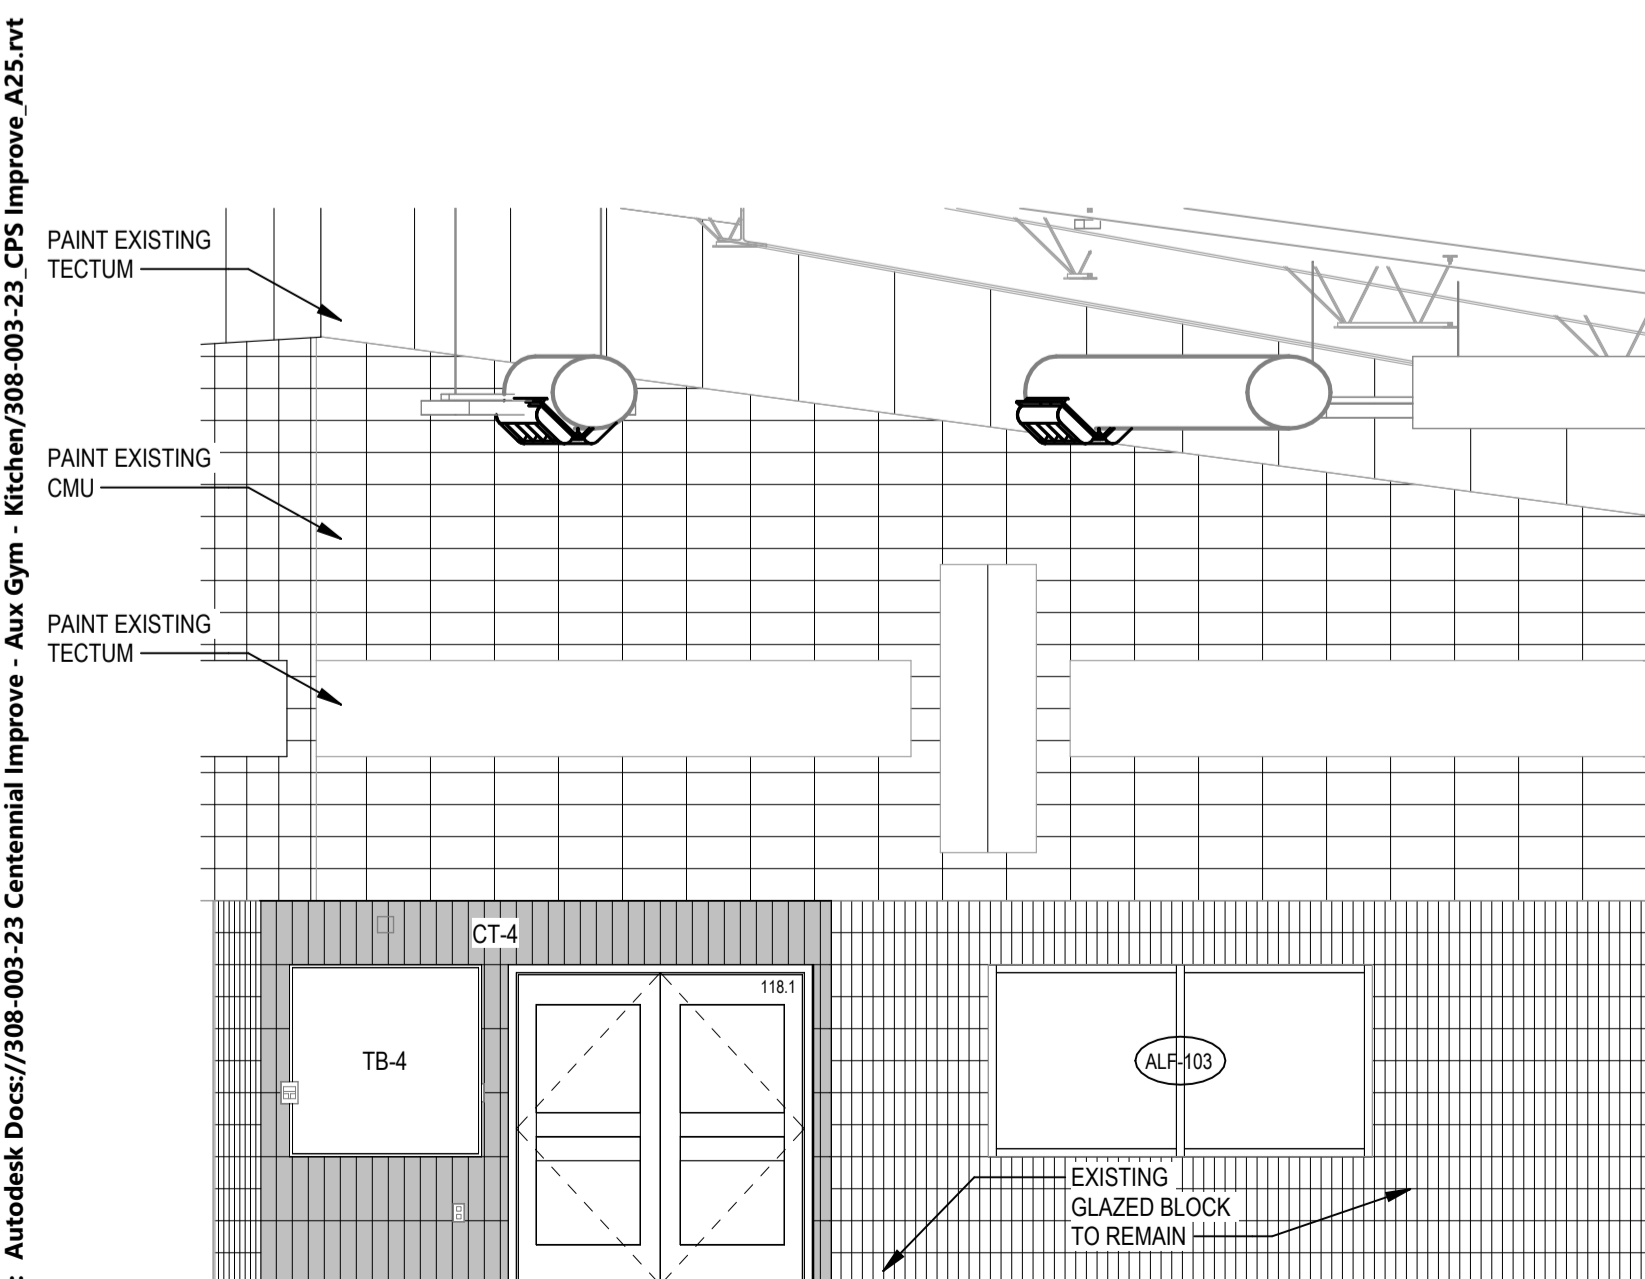 : Autodesk Docs://308-003-23 Centennial Improve - Aux Gym - Kitchen/308-003-23_CPS Improve_A25.rvt
PAINT EXISTING
TECTUM
PAINT EXISTING
CMU
PAINT EXISTING
TECTUM
CT-4
118.1
TB-4
ALF-103
EXISTING
GLAZED BLOCK
TO REMAIN